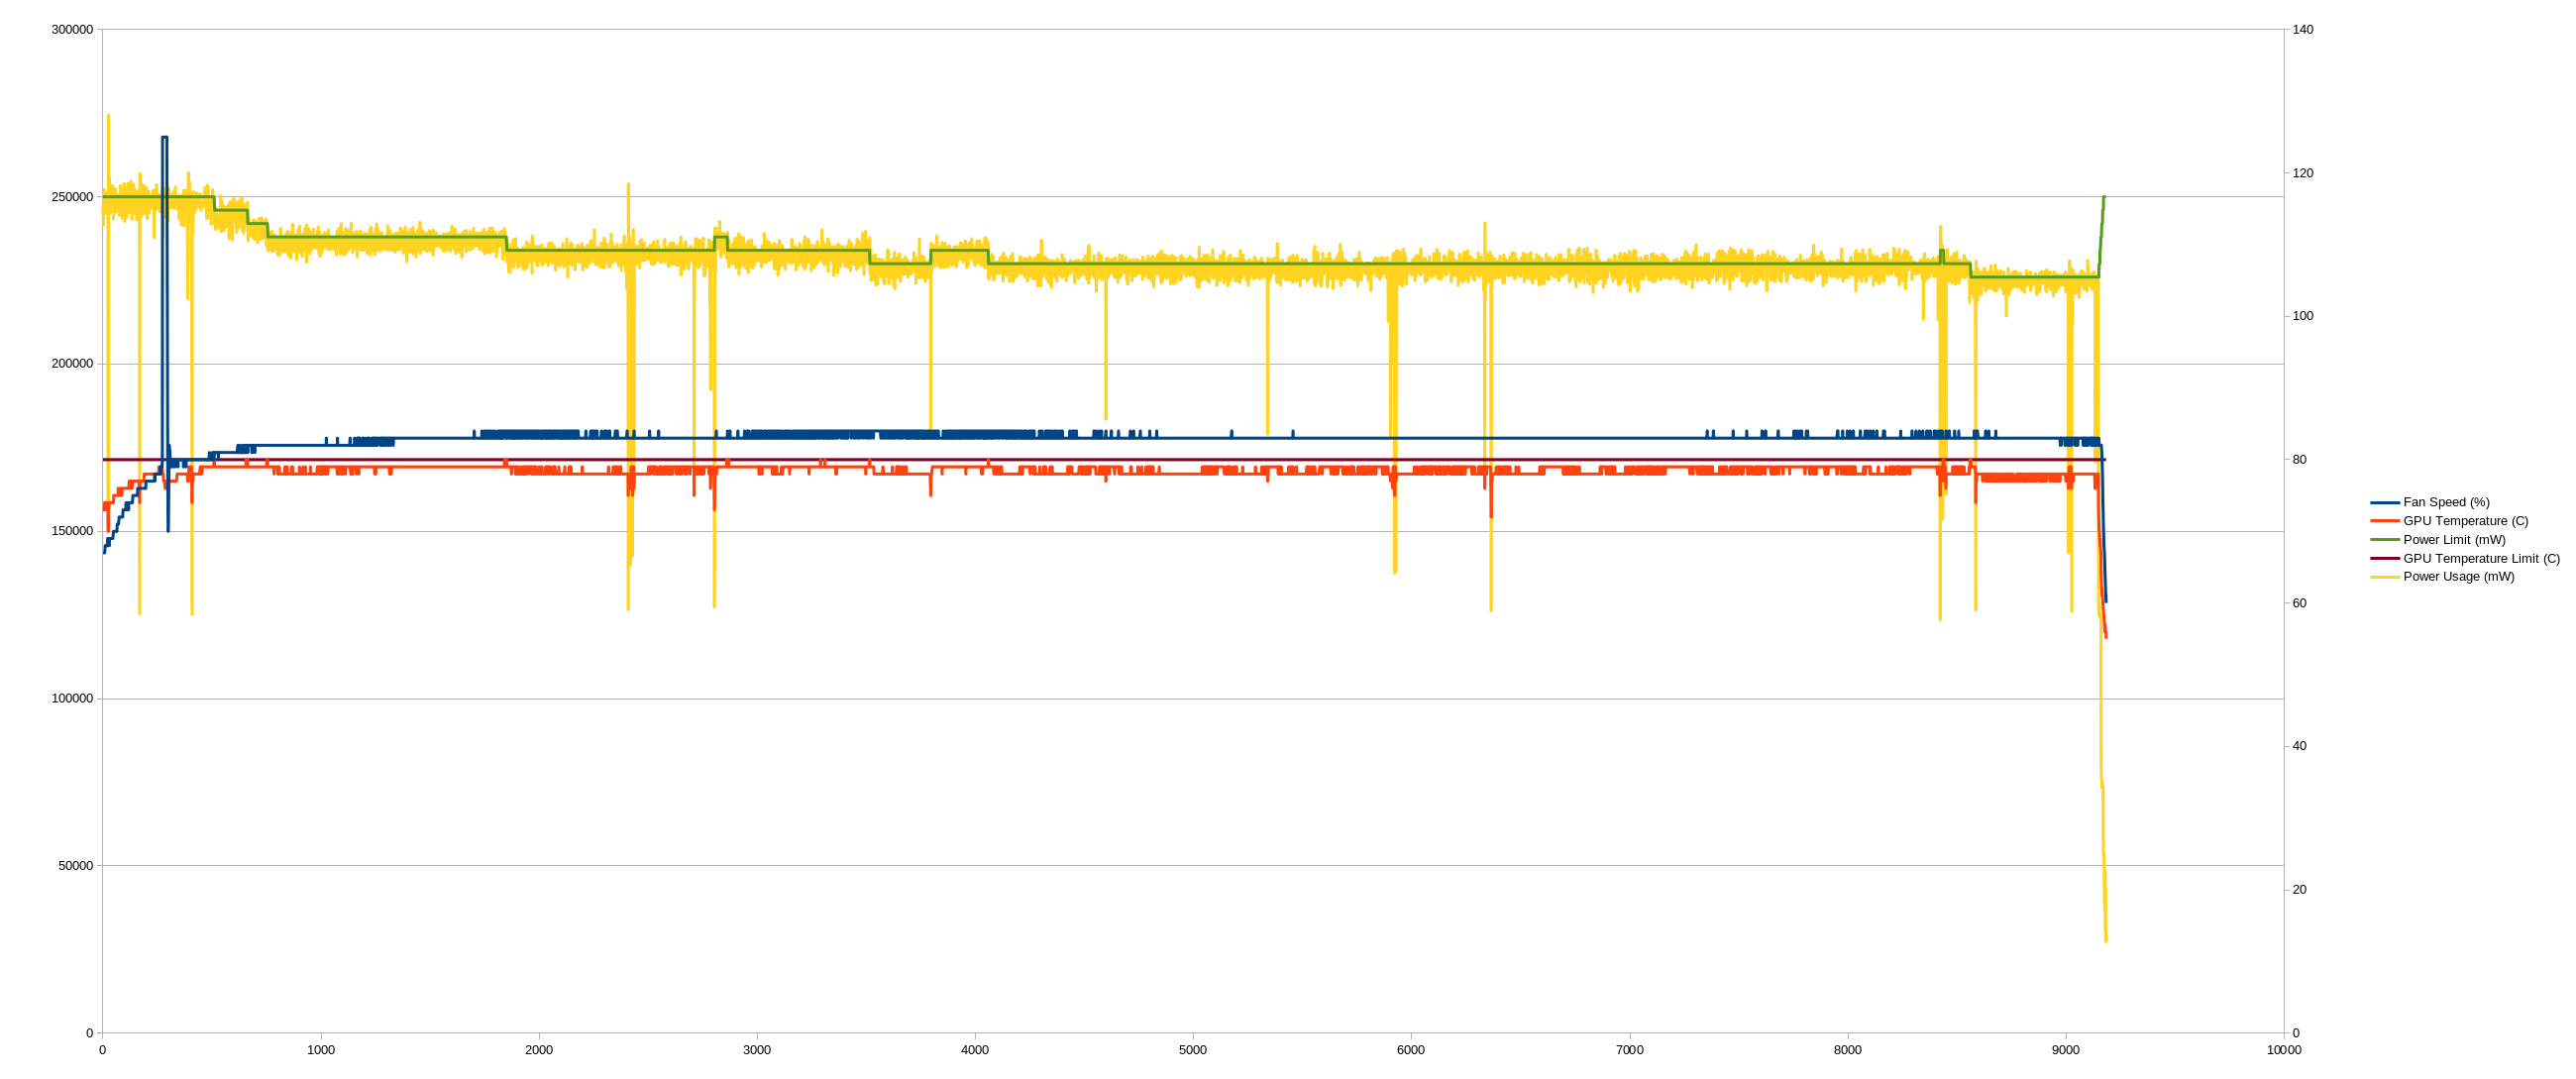 300000
250000
200000
150000
100000
50000
0
140
120
100
80
60
40
20
0
0 1000 2000 3000 4000 5000 6000 7000 8000 9000 10000
Fan Speed (%)
GPU Temperature (C)
Power Limit (mW)
GPU Temperature Limit (C)
Power Usage (mW)